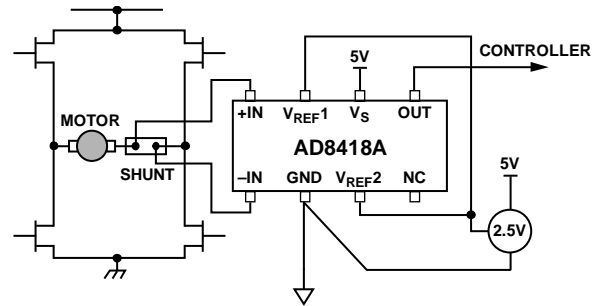 CONTROLLER
5V
+IN VREF1 VS OUT
MOTOR
AD8418A
SHUNT
–IN GND VREF2 NC
5V
2.5V